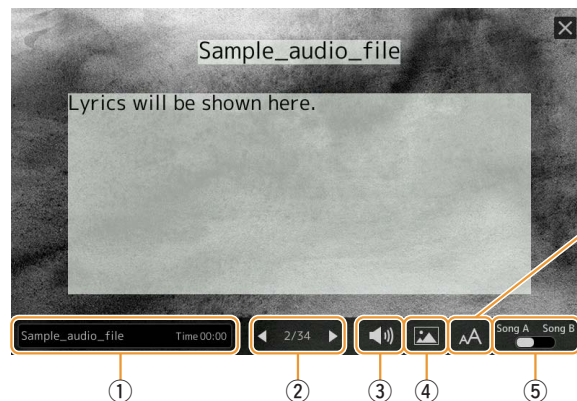 Sample_audio_file
Lyrics will be shown here.
Sample_audio_file Time 00:00
2/34
AA
Song A Song B
① ② ③ ④ ⑤